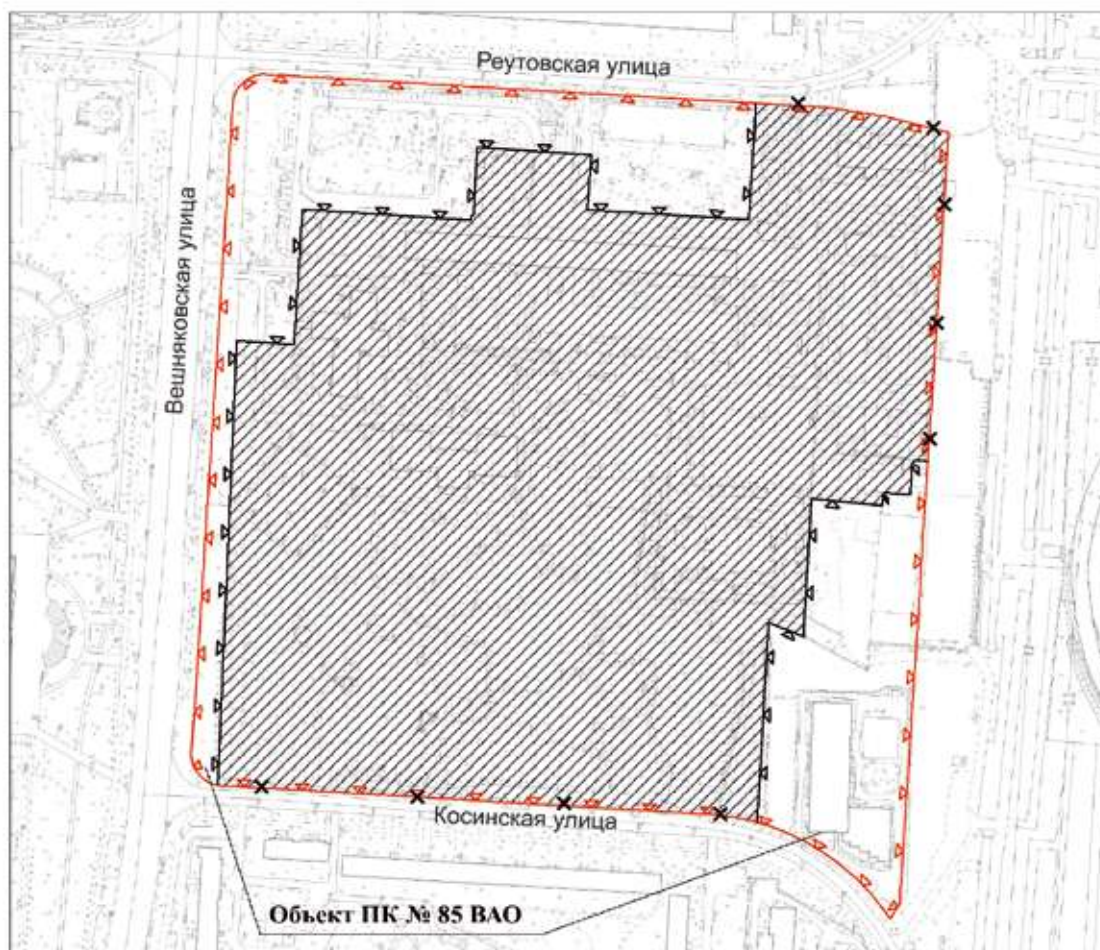 Реутовская улица
Вешняковская улица
Косинская улица
Объект ПК № 85 ВАО